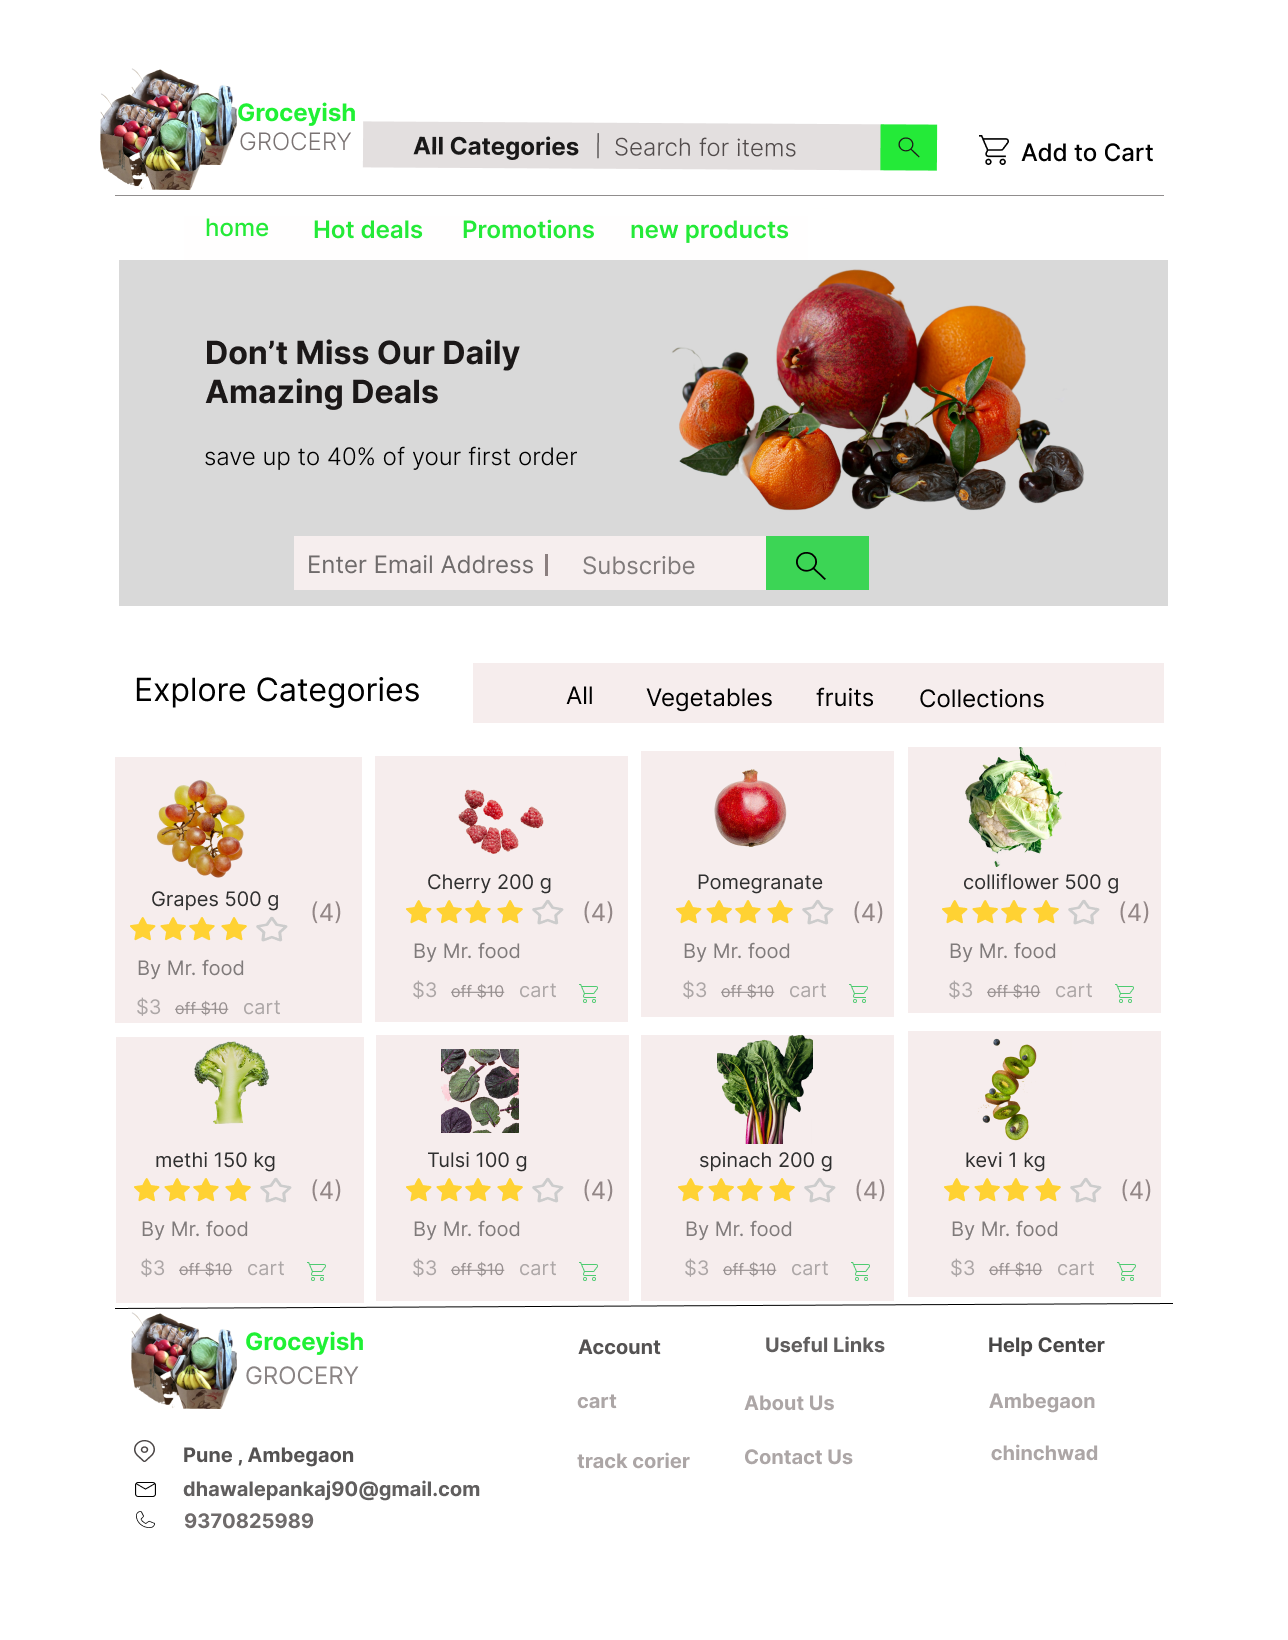 Groceyish
GROCERY
All Categories | Search for items
Add to Cart
home Hot deals Promotions new products
Don’t Miss Our Daily
Amazing Deals
save up to 40% of your first order
Enter Email Address | Subscribe
Explore Categories
All Vegetables fruits Collections
Grapes 500 g
(4)
By Mr. food
$3 off $10 cart
Cherry 200 g
(4)
By Mr. food
$3 off $10 cart
Pomegranate
(4)
By Mr. food
$3 off $10 cart
colliflower 500 g
(4)
By Mr. food
$3 off $10 cart
methi 150 kg
(4)
By Mr. food
$3 off $10 cart
Tulsi 100 g
(4)
By Mr. food
$3 off $10 cart
spinach 200 g
(4)
By Mr. food
$3 off $10 cart
kevi 1 kg
(4)
By Mr. food
$3 off $10 cart
Groceyish
GROCERY
Pune , Ambegaon
dhawalepankaj90@gmail.com
9370825989
Account
cart
track corier
Useful Links
About Us
Contact Us
Help Center
Ambegaon
chinchwad